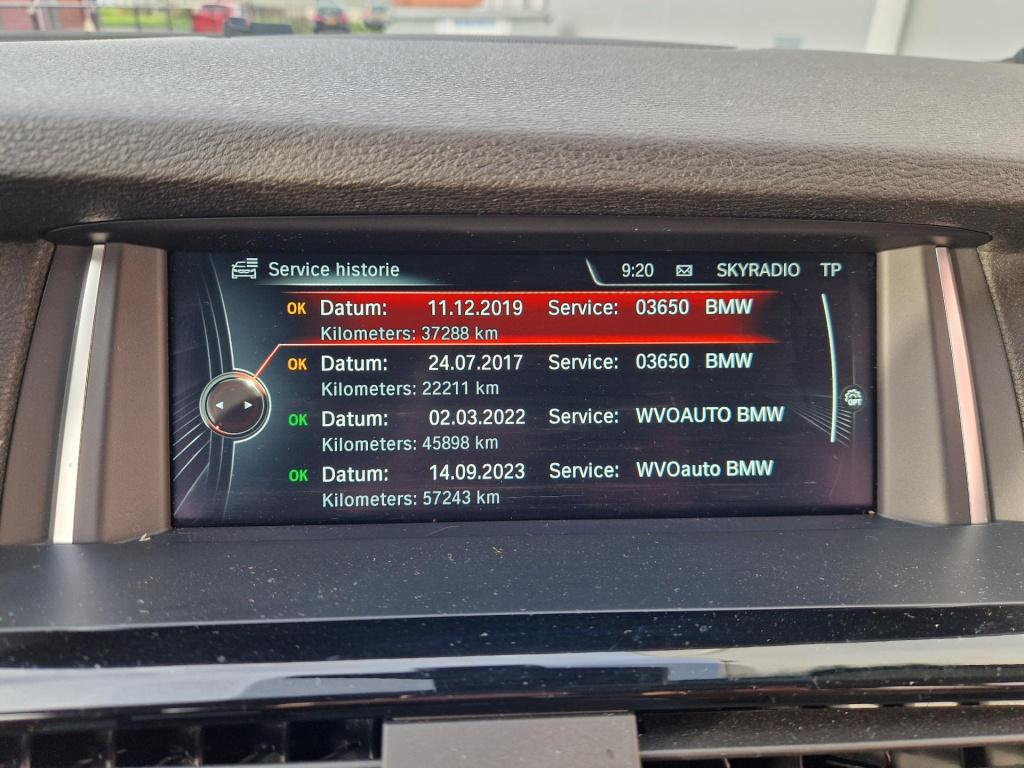 Service historie 9:20 SKYRADIO TP
OK Datum: 11.12.2019 Service: 03650 BMW
Kilometers: 37288 km
OK Datum: 24.07.2017 Service: 03650 BMW
Kilometers: 22211 km
OK Datum: 02.03.2022 Service: WVOAUTO BMW
Kilometers: 45898 km
OPT
OK Datum: 14.09.2023 Service: WVOauto BMW
Kilometers: 57243 km